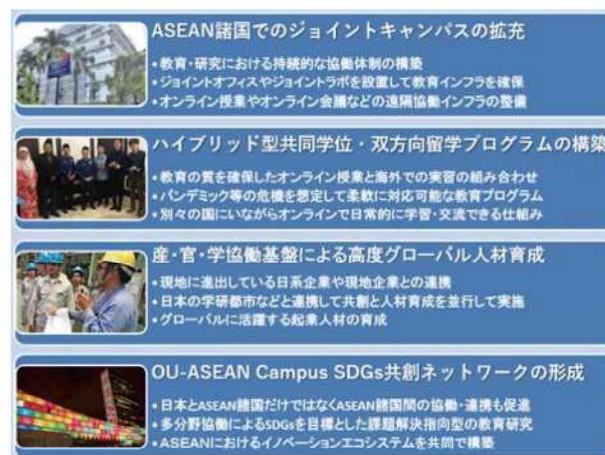 ASEAN諸国でのジョイントキャンパスの拡充
• 教育・研究における持続的な協働体制の構築
• ジョイントオフィスやジョイントラボを設置して教育インフラを確保
• オンライン授業やオンライン会議などの遠隔協働インフラの整備
ハイブリッド型共同学位・双方向留学プログラムの構築
• 教育の質を確保したオンライン授業と海外での実習の組み合わせ
• パンデミック等の危機を想定して柔軟に対応可能な教育プログラム
• 別々の国にいながらオンラインで日常的に学習・交流できる仕組み
産・官・学協働基盤による高度グローバル人材育成
• 現地に進出している日系企業や現地企業との連携
• 日本の学研都市などと連携して共創と人材育成を並行して実施
• グローバルに活躍する起業人材の育成
OU-ASEAN Campus SDGs共創ネットワークの形成
• 日本とASEAN諸国だけではなくASEAN諸国間の協働・連携も促進
• 多分野協働によるSDGsを目標とした課題解決指向型の教育研究
• ASEANにおけるイノベーションエコシステムを共同で構築